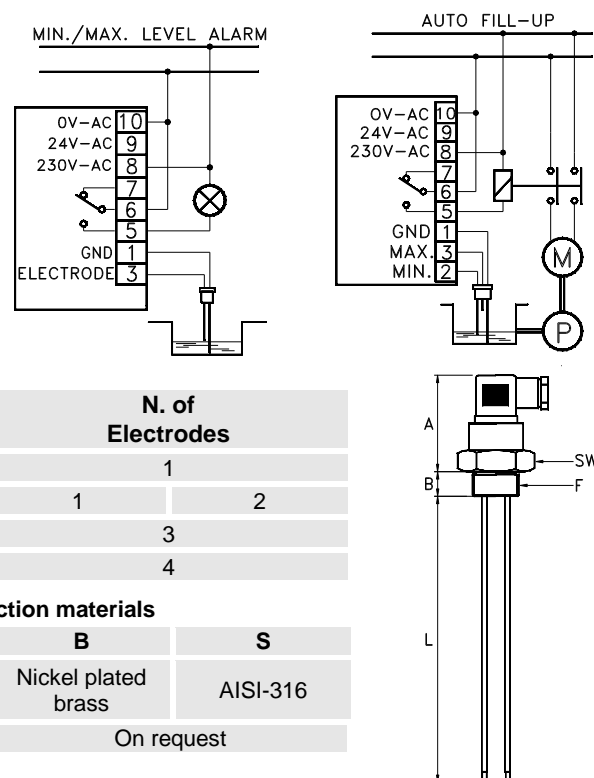 MIN./MAX. LEVEL ALARM
0V-AC 10
24V-AC 9
230V-AC 8
7
6
5
GND 1
ELECTRODE 3
AUTO FILL-UP
0V-AC 10
24V-AC 9
230V-AC 8
7
6
5
GND 1
MAX. 3
MIN. 2
M
P
N. of
Electrodes
1
1 2
3
4
ction materials
B S
Nickel plated
brass
AISI-316
On request
A
SW
B
F
L